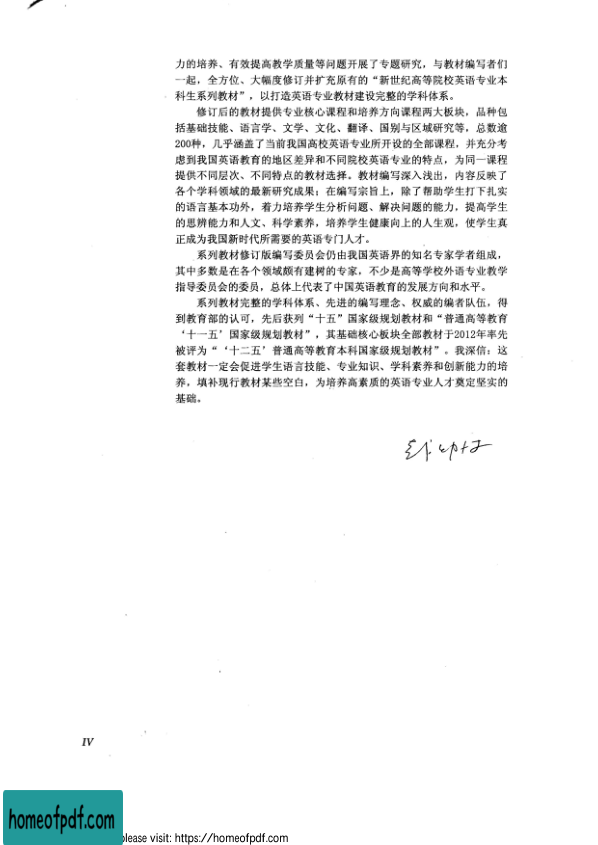 力的培养、有效提高教学质量等问题开展了专题研究，与教材编写者们
一起，全方位、大幅度修订并扩充原有的“新世纪高等院校英语专业本
科生系列教材”，以打造英语专业教材建设完整的学科体系。
修订后的教材提供专业核心课程和培养方向课程两大板块，品种包
括基础技能、语言学、文学、文化、翻译、国别与区域研究等，总数逾
200种，几乎涵盖了当前我国高校英语专业所开设的全部课程，并充分考
虑到我国英语教育的地区差异和不同院校英语专业的特点，为同一课程
提供不同层次、不同特点的教材选择。教材编写深入浅出，内容反映了
各个学科领域的最新研究成果；在编写宗旨上，除了帮助学生打下扎实
的语言基本功外，着力培养学生分析问题、解决问题的能力，提高学生
的思辨能力和人文、科学素养，培养学生健康向上的人生观，使学生真
正成为我国新时代所需要的英语专门人才。
系列教材修订版编写委员会仍由我国英语界的知名专家学者组成，
其中多数是在各个领域颇有建树的专家，不少是高等学校外语专业教学
指导委员会的委员，总体上代表了中国英语教育的发展方向和水平。
系列教材完整的学科体系、先进的编写理念、权威的编者队伍，得
到教育部的认可，先后获列“十五”国家级规划教材和“普通高等教育
‘十一五’国家级规划教材”，其基础核心板块全部教材于2012年率先
被评为“‘十二五’普通高等教育本科国家级规划教材”。我深信：这
套教材一定会促进学生语言技能、专业知识、学科素养和创新能力的培
养，填补现行教材某些空白，为培养高素质的英语专业人才奠定坚实的
基础。
IV
homeofpdf.com
please visit: https://homeofpdf.com